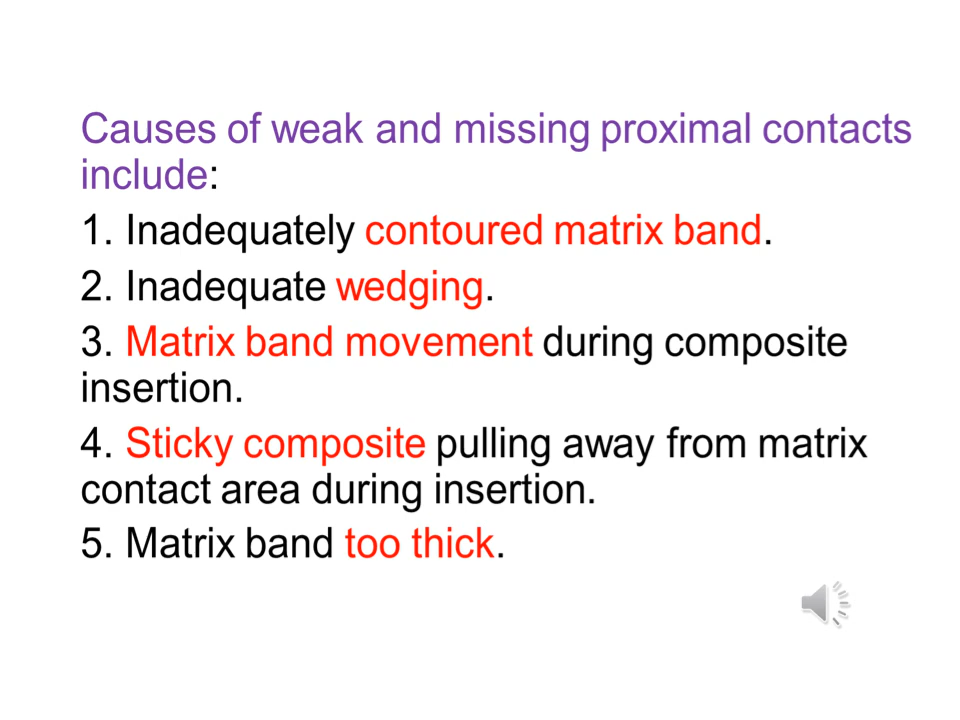 Causes of weak and missing proximal contacts
include:
1. Inadequately contoured matrix band.
2. Inadequate wedging.
3. Matrix band movement during composite
insertion.
4. Sticky composite pulling away from matrix
contact area during insertion.
5. Matrix band too thick.